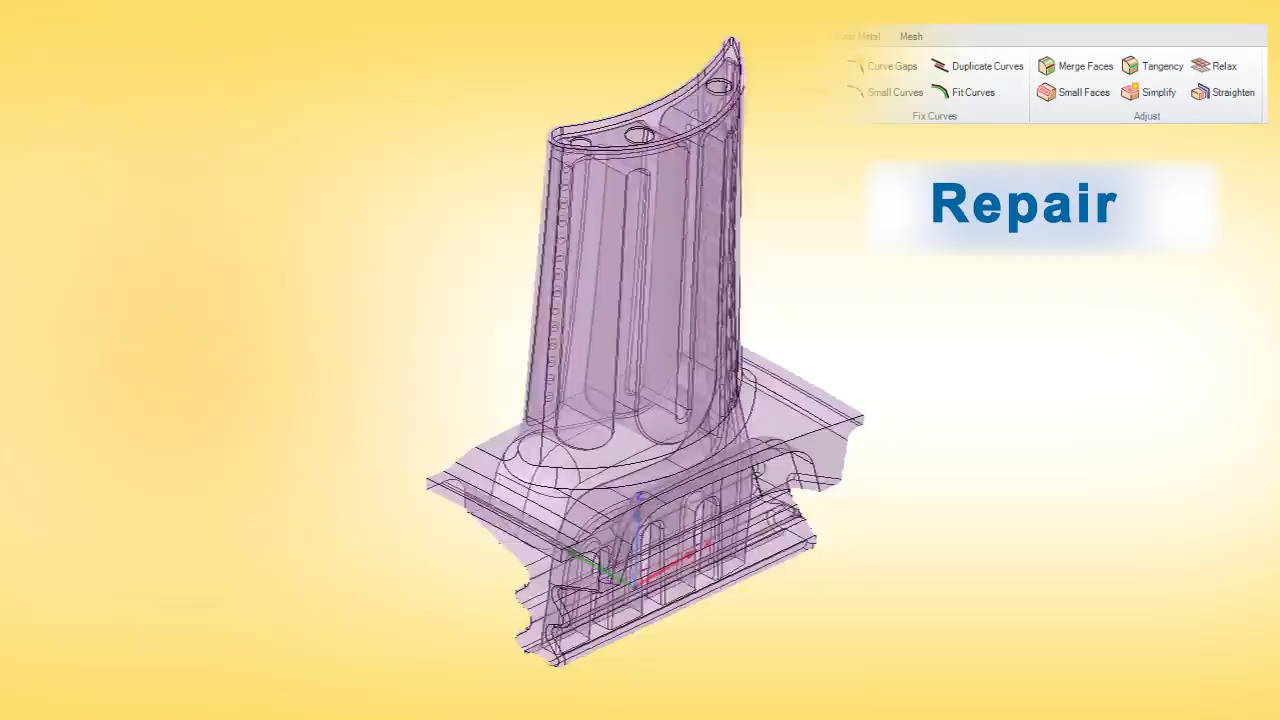 Mesh
Curve Gaps Duplicate Curves Merge Faces Tangency Relax
Small Curves Fit Curves Small Faces Simplify Straighten
Fix Curves Adjust
Repair